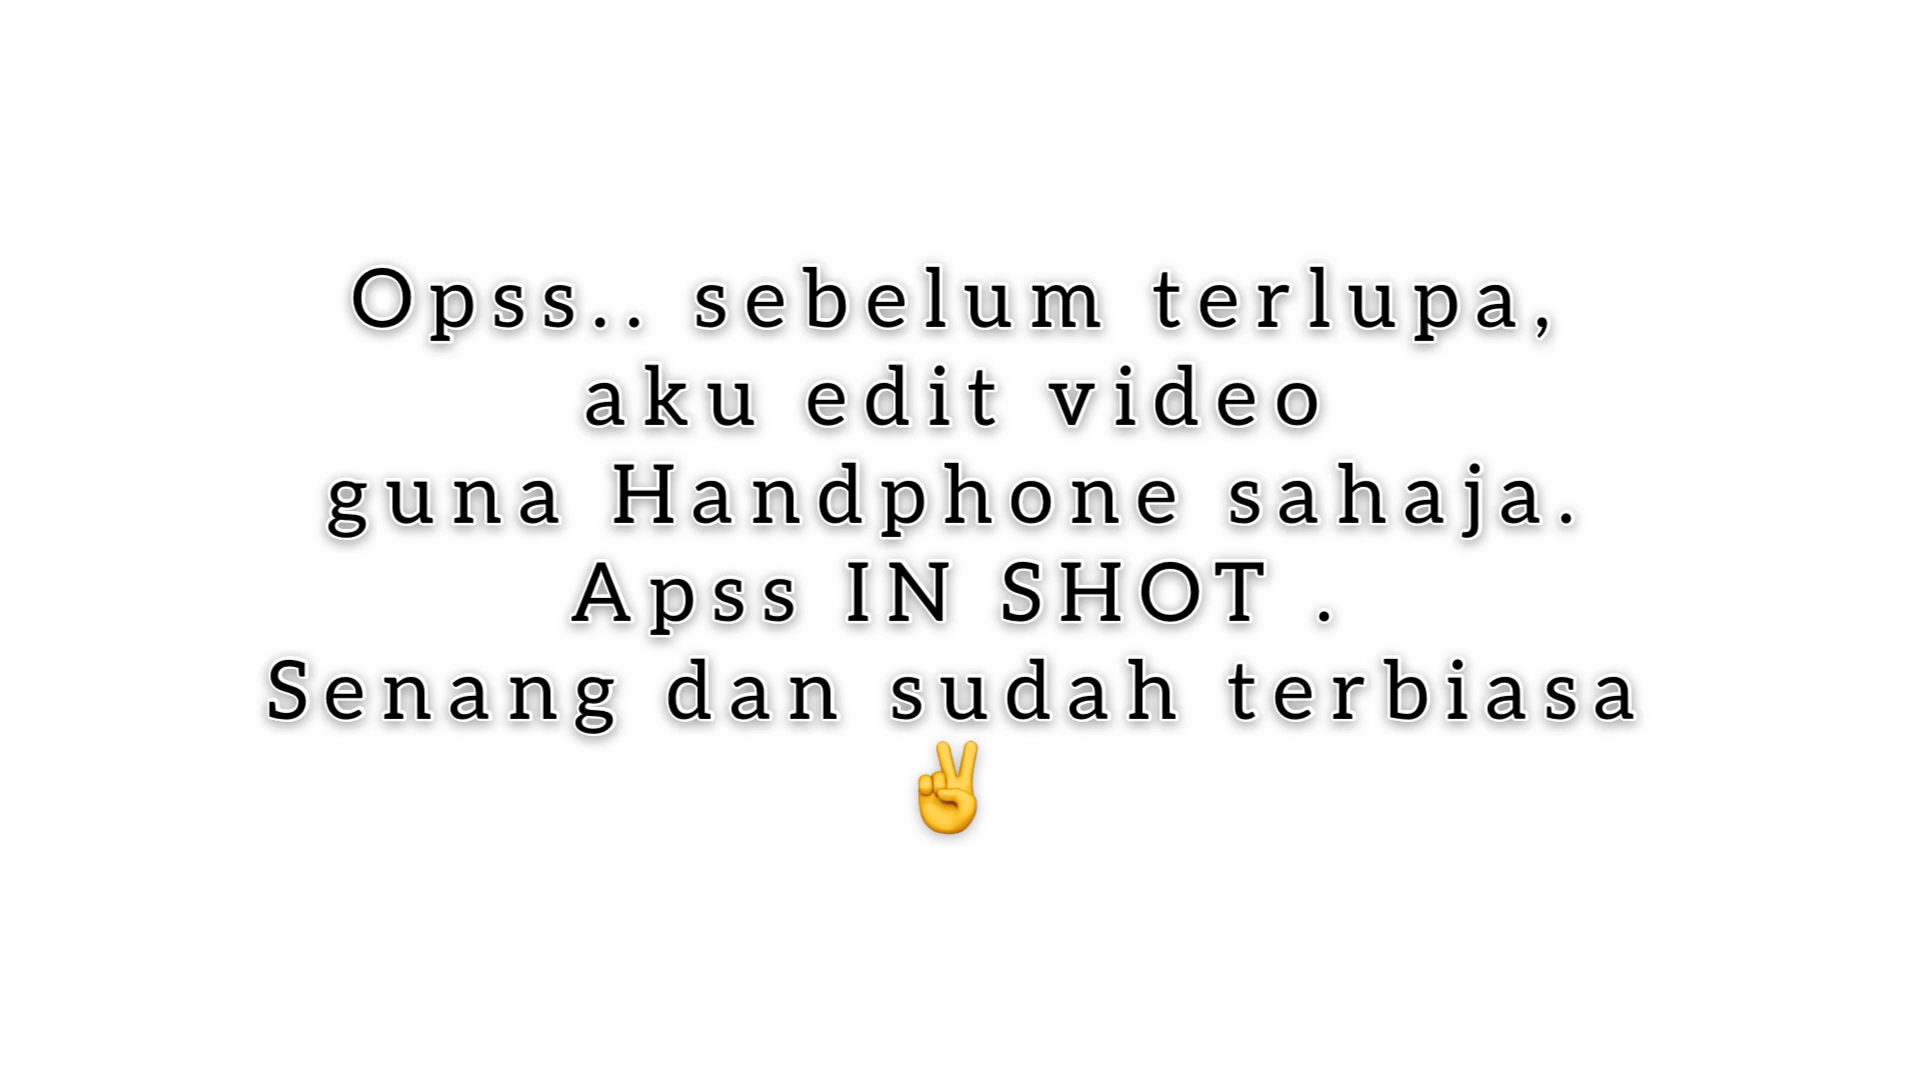 Opss.. sebelum terlupa,
aku edit video
guna Handphone sahaja.
Apss IN SHOT .
Senang dan sudah terbiasa
✌